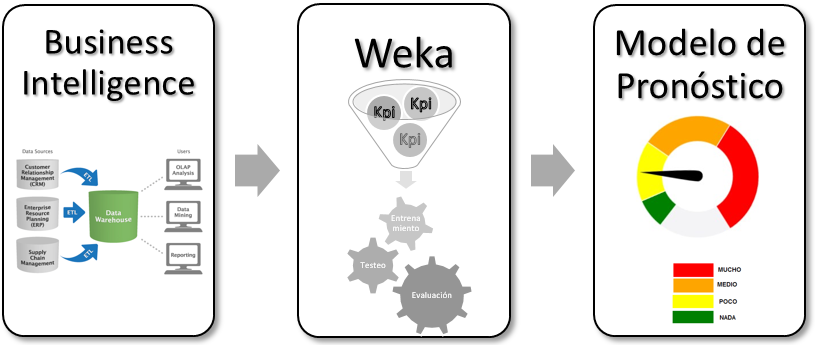 Business
Intelligence
Data Sources
Users
Customer
Relationship
Management
(CRM)
ETL
OLAP
Analysis
Enterprise
Resource
Planning
(ERP)
ETL
Data
Warehouse
Data
Mining
Supply
Chain
Management
ETL
Reporting
Weka
Kpi
Kpi
Kpi
Entrena
miento
Testeo
Evaluación
Modelo de
Pronóstico
MUCHO
MEDIO
POCO
NADA